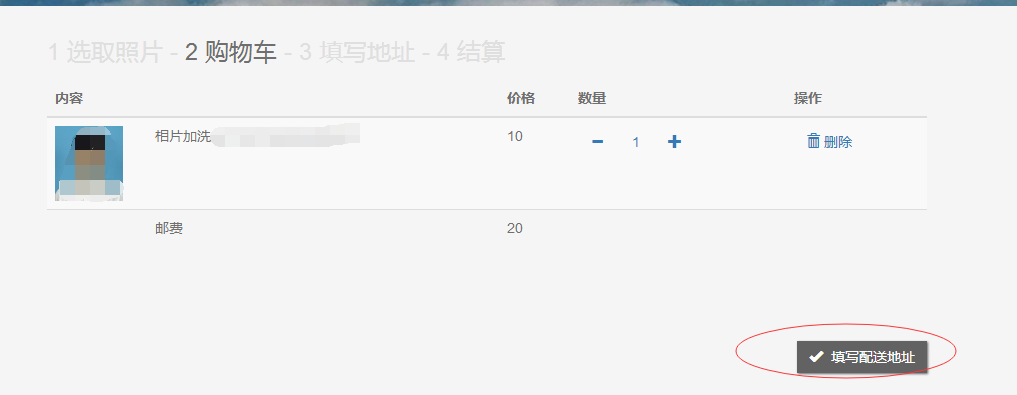 1 选取照片 - 2 购物车 - 3 填写地址 - 4 结算
内容 价格 数量 操作
相片加洗 10 1 删除
邮费 20
填写配送地址